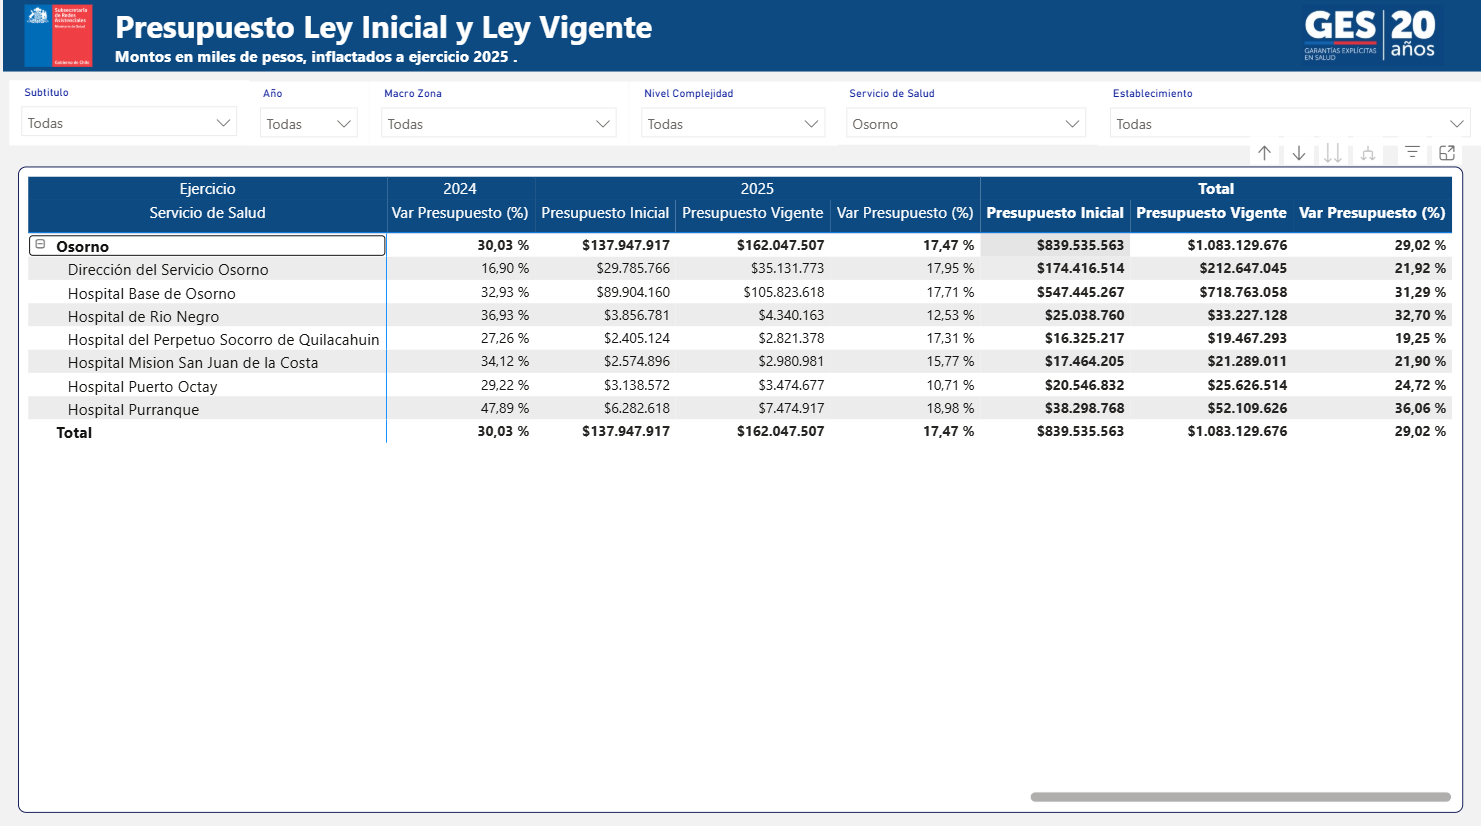 Subsecretaría
de Redes
Asistenciales
Gobierno de Chile
Presupuesto Ley Inicial y Ley Vigente
Montos en miles de pesos, inflactados a ejercicio 2025 .
GES 20 años
GARANTÍAS EXPLÍCITAS
EN SALUD
Subtitulo Año Macro Zona Nivel Complejidad Servicio de Salud Establecimiento
Todas Todas Todas Todas Osorno Todas
Ejercicio 2024 2025 Total
Servicio de Salud Var Presupuesto (%) Presupuesto Inicial Presupuesto Vigente Var Presupuesto (%) Presupuesto Inicial Presupuesto Vigente Var Presupuesto (%)
Osorno 30,03 % $137.947.917 $162.047.507 17,47 % $839.535.563 $1.083.129.676 29,02 %
Dirección del Servicio Osorno 16,90 % $29.785.766 $35.131.773 17,95 % $174.416.514 $212.647.045 21,92 %
Hospital Base de Osorno 32,93 % $89.904.160 $105.823.618 17,71 % $547.445.267 $718.763.058 31,29 %
Hospital de Rio Negro 36,93 % $3.856.781 $4.340.163 12,53 % $25.038.760 $33.227.128 32,70 %
Hospital del Perpetuo Socorro de Quilacahuin 27,26 % $2.405.124 $2.821.378 17,31 % $16.325.217 $19.467.293 19,25 %
Hospital Mision San Juan de la Costa 34,12 % $2.574.896 $2.980.981 15,77 % $17.464.205 $21.289.011 21,90 %
Hospital Puerto Octay 29,22 % $3.138.572 $3.474.677 10,71 % $20.546.832 $25.626.514 24,72 %
Hospital Purranque 47,89 % $6.282.618 $7.474.917 18,98 % $38.298.768 $52.109.626 36,06 %
Total 30,03 % $137.947.917 $162.047.507 17,47 % $839.535.563 $1.083.129.676 29,02 %